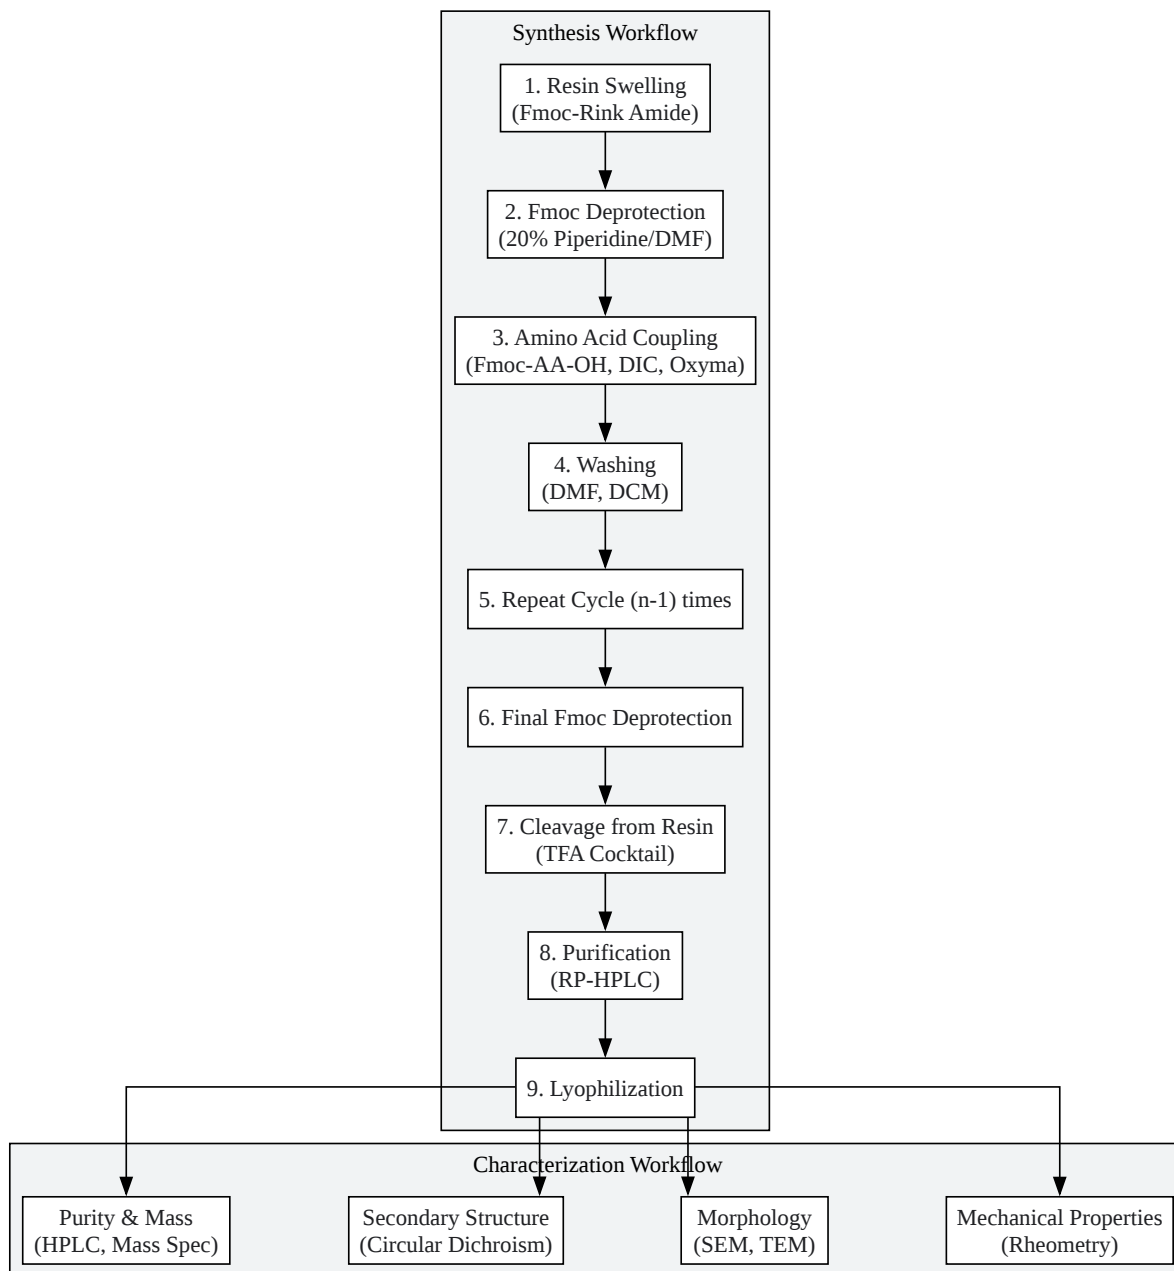 Synthesis Workflow
1. Resin Swelling
(Fmoc-Rink Amide)
2. Fmoc Deprotection
(20% Piperidine/DMF)
3. Amino Acid Coupling
(Fmoc-AA-OH, DIC, Oxyma)
4. Washing
(DMF, DCM)
5. Repeat Cycle (n-1) times
6. Final Fmoc Deprotection
7. Cleavage from Resin
(TFA Cocktail)
8. Purification
(RP-HPLC)
9. Lyophilization
Characterization Workflow
Purity & Mass
(HPLC, Mass Spec)
Secondary Structure
(Circular Dichroism)
Morphology
(SEM, TEM)
Mechanical Properties
(Rheometry)